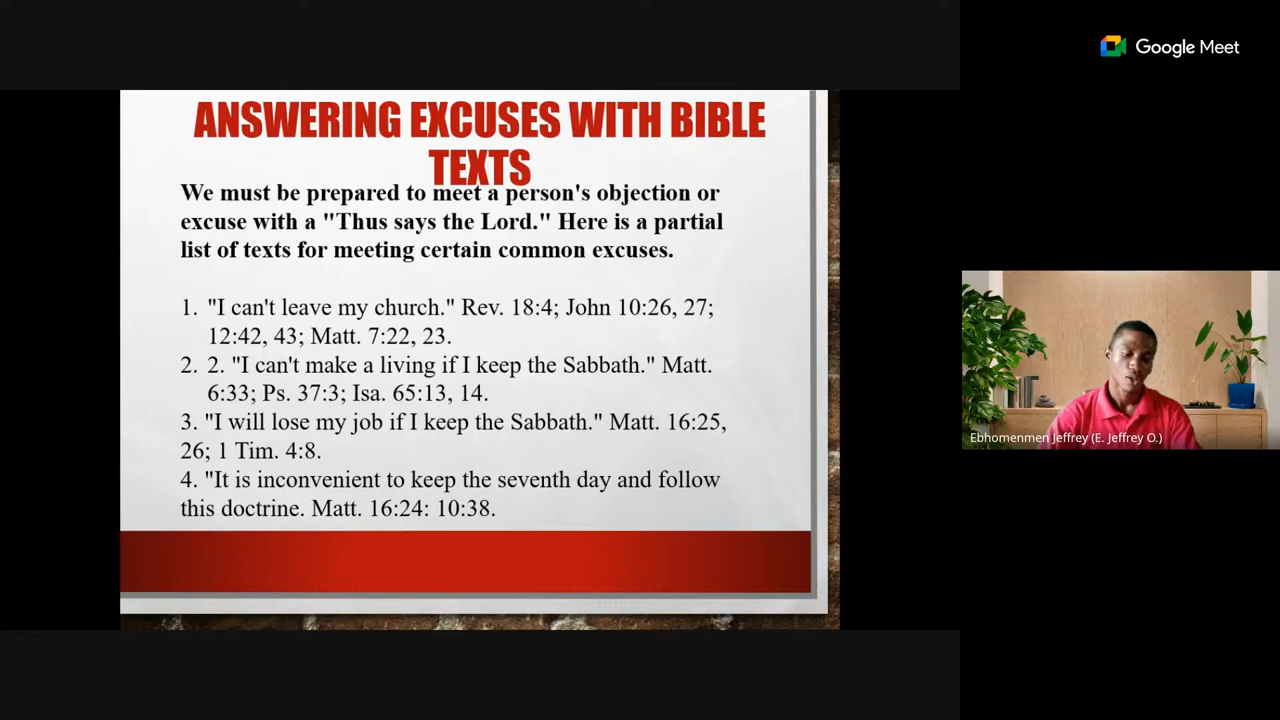 Google Meet
ANSWERING EXCUSES WITH BIBLE
TEXTS
We must be prepared to meet a person's objection or
excuse with a "Thus says the Lord." Here is a partial
list of texts for meeting certain common excuses.
1. "I can't leave my church." Rev. 18:4; John 10:26, 27;
12:42, 43; Matt. 7:22, 23.
2. 2. "I can't make a living if I keep the Sabbath." Matt.
6:33; Ps. 37:3; Isa. 65:13, 14.
3. "I will lose my job if I keep the Sabbath." Matt. 16:25,
26; 1 Tim. 4:8.
4. "It is inconvenient to keep the seventh day and follow
this doctrine. Matt. 16:24: 10:38.
Ebhomenmen Jeffrey (E. Jeffrey O.)